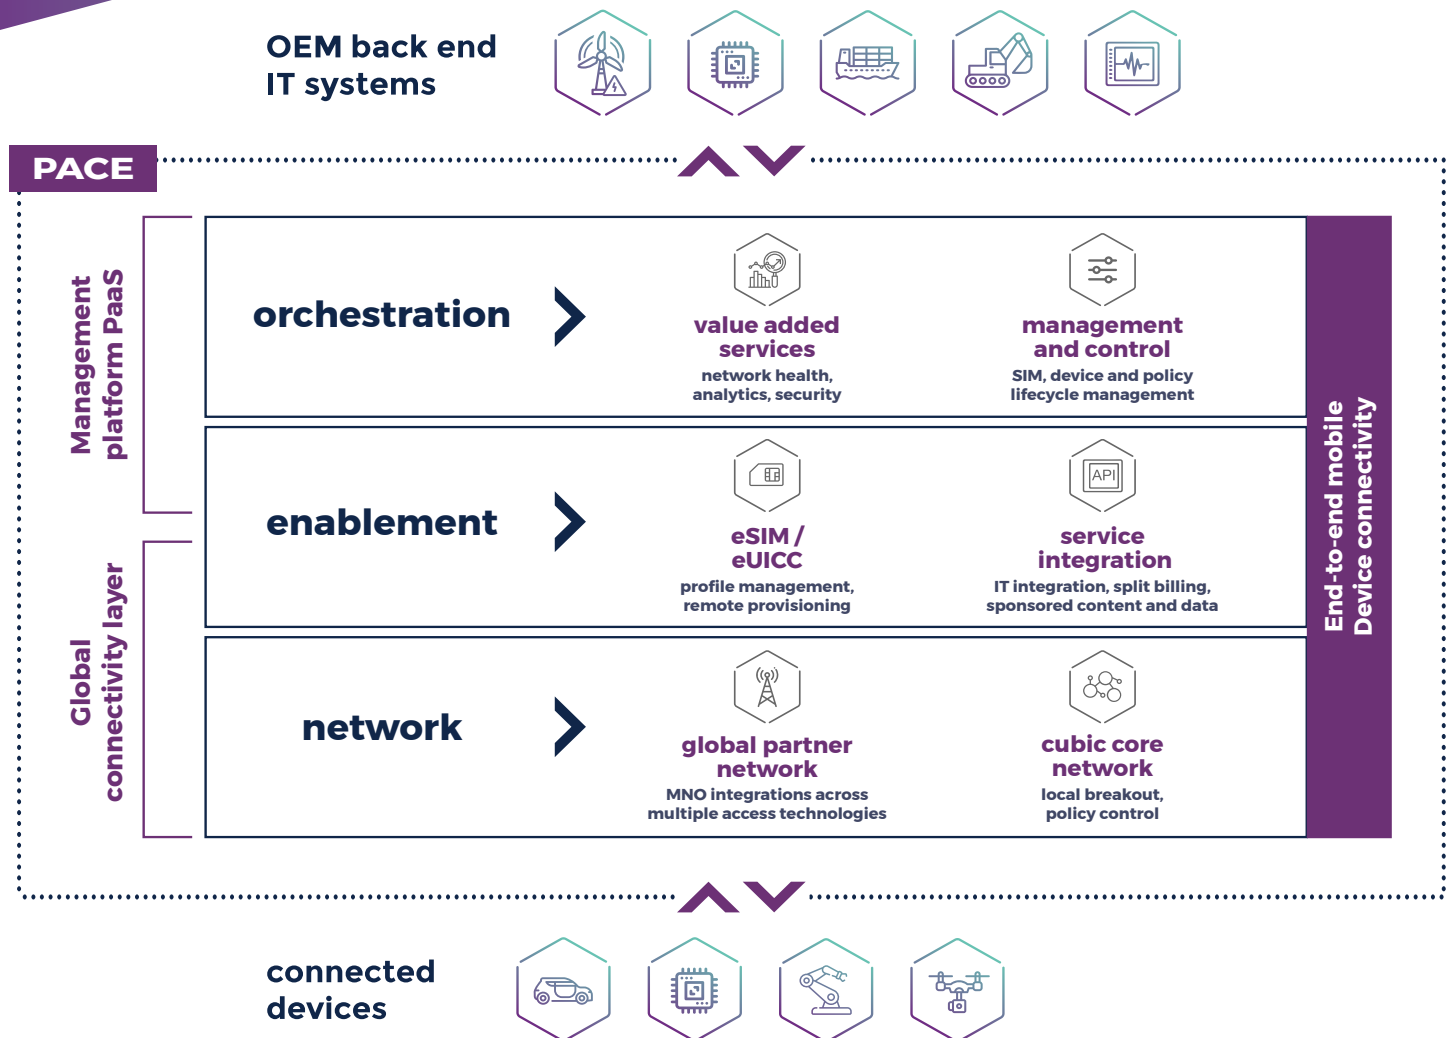 OEM back end
IT systems
PACE
Management
platform PaaS
orchestration
value added
services
network health,
analytics, security
management
and control
SIM, device and policy
lifecycle management
enablement
eSIM /
eUICC
profile management,
remote provisioning
API
service
integration
IT integration, split billing,
sponsored content and data
Global
connectivity layer
network
global partner
network
MNO integrations across
multiple access technologies
cubic core
network
local breakout,
policy control
End-to-end mobile
Device connectivity
connected
devices